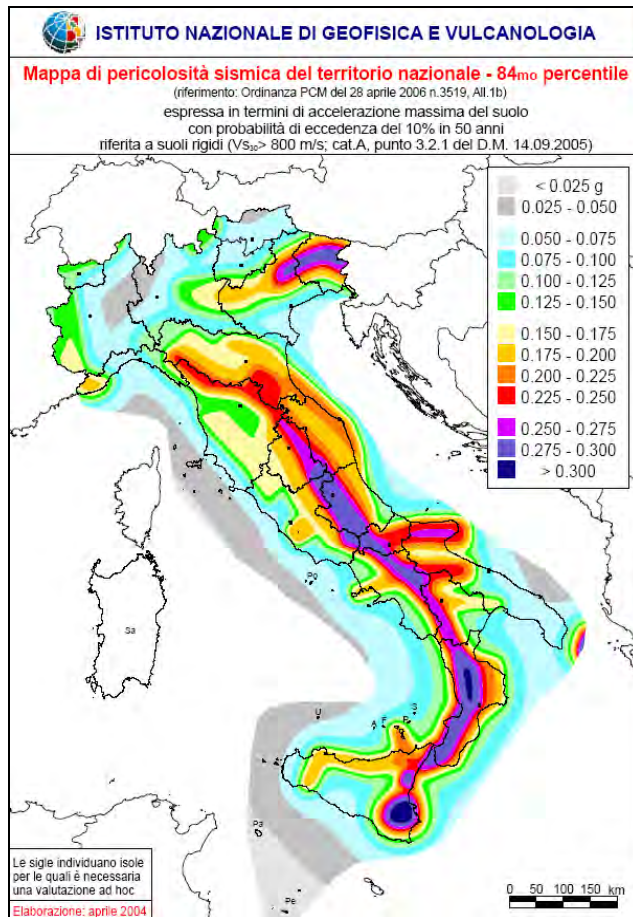 ISTITUTO NAZIONALE DI GEOFISICA E VULCANOLOGIA
Mappa di pericolosità sismica del territorio nazionale - 84mo percentile
(riferimento: Ordinanza PCM del 28 aprile 2006 n.3519, All.1b)
espressa in termini di accelerazione massima del suolo
con probabilità di eccedenza del 10% in 50 anni
riferita a suoli rigidi (Vs30> 800 m/s; cat.A, punto 3.2.1 del D.M. 14.09.2005)
< 0.025 g
0.025 - 0.050
0.050 - 0.075
0.075 - 0.100
0.100 - 0.125
0.125 - 0.150
0.150 - 0.175
0.175 - 0.200
0.200 - 0.225
0.225 - 0.250
0.250 - 0.275
0.275 - 0.300
> 0.300
Po
Sa
U
A
F
P
S
Pa
Pe
Le sigle individuano isole
per le quali è necessaria
una valutazione ad hoc
Elaborazione: aprile 2004
km
0 50 100 150